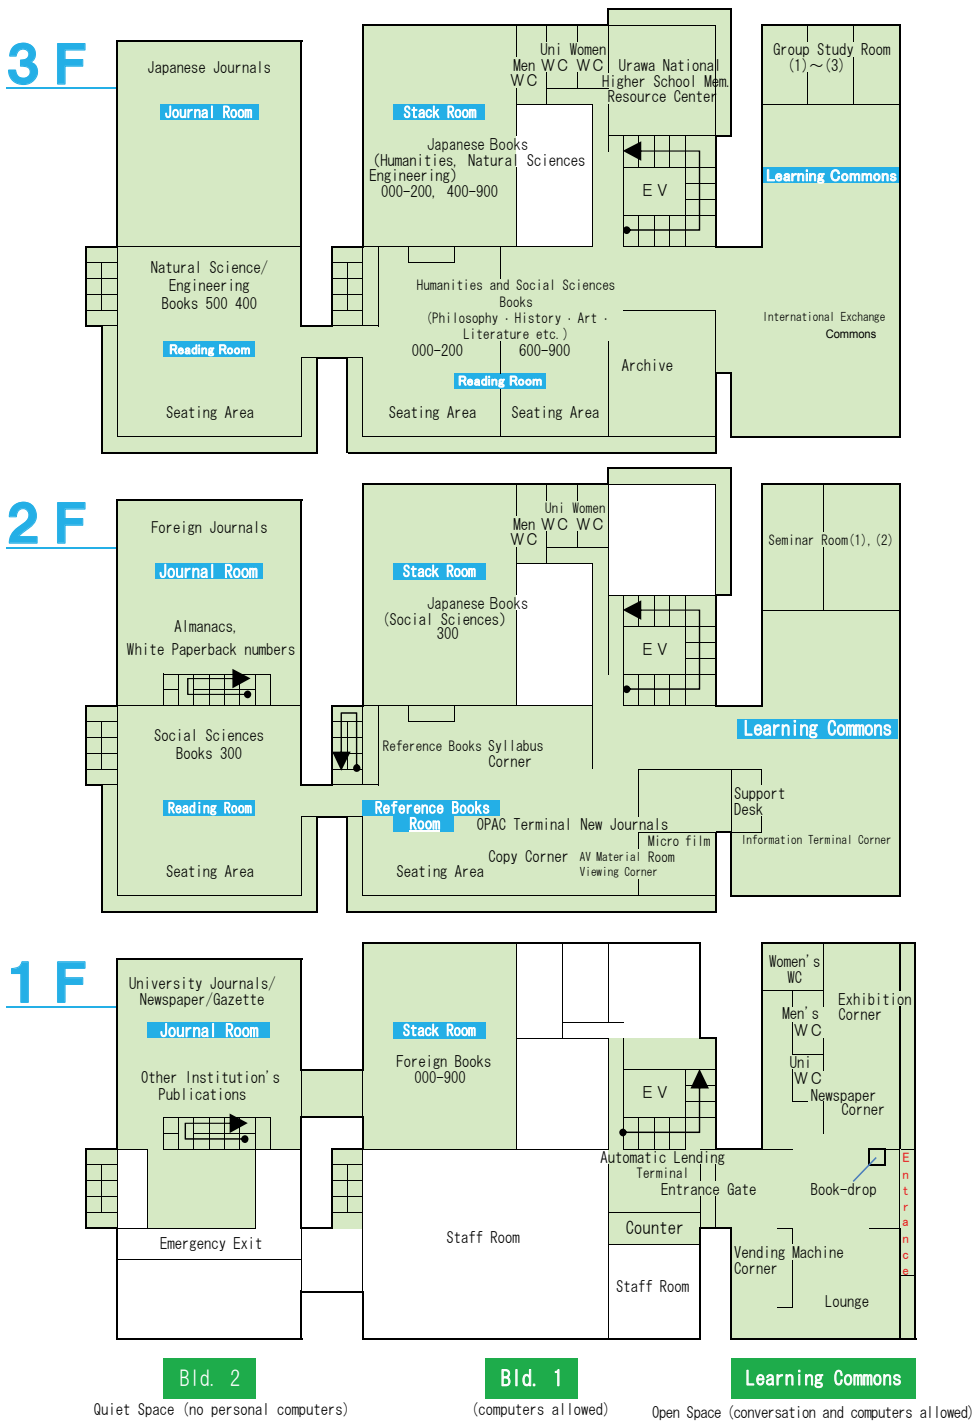 3F
Japanese Journals
Journal Room
Natural Science/
Engineering
Books 500 400
Reading Room
Seating Area
Stack Room
Japanese Books
(Humanities, Natural Sciences
Engineering)
000-200, 400-900
Men
WC
Uni
WC
Women
WC
Urawa National
Higher School Mem.
Resource Center
EV
Humanities and Social Sciences
Books
(Philosophy · History · Art ·
Literature etc.)
000-200
600-900
Reading Room
Seating Area
Seating Area
Archive
Group Study Room
(1)～(3)
Learning Commons
International Exchange
Commons
2F
Foreign Journals
Journal Room
Almanacs,
White Paperback numbers
Social Sciences
Books 300
Reading Room
Seating Area
Stack Room
Japanese Books
(Social Sciences)
300
Men
WC
Uni
WC
Women
WC
EV
Reference Books
Syllabus
Corner
Reference Books
Room
OPAC Terminal
New Journals
Copy Corner
Seating Area
AV Material
Viewing Corner
Micro film
Room
Seminar Room(1),(2)
Learning Commons
Support
Desk
Information Terminal Corner
1F
University Journals/
Newspaper/Gazette
Journal Room
Other Institution's
Publications
Emergency Exit
Stack Room
Foreign Books
000-900
EV
Automatic Lending
Terminal
Entrance Gate
Counter
Staff Room
Staff Room
Women's
WC
Men's
WC
Uni
WC
Exhibition
Corner
Newspaper
Corner
Book-drop
Entrance
Vending Machine
Corner
Lounge
Bld. 2
Quiet Space (no personal computers)
Bld. 1
(computers allowed)
Learning Commons
Open Space (conversation and computers allowed)